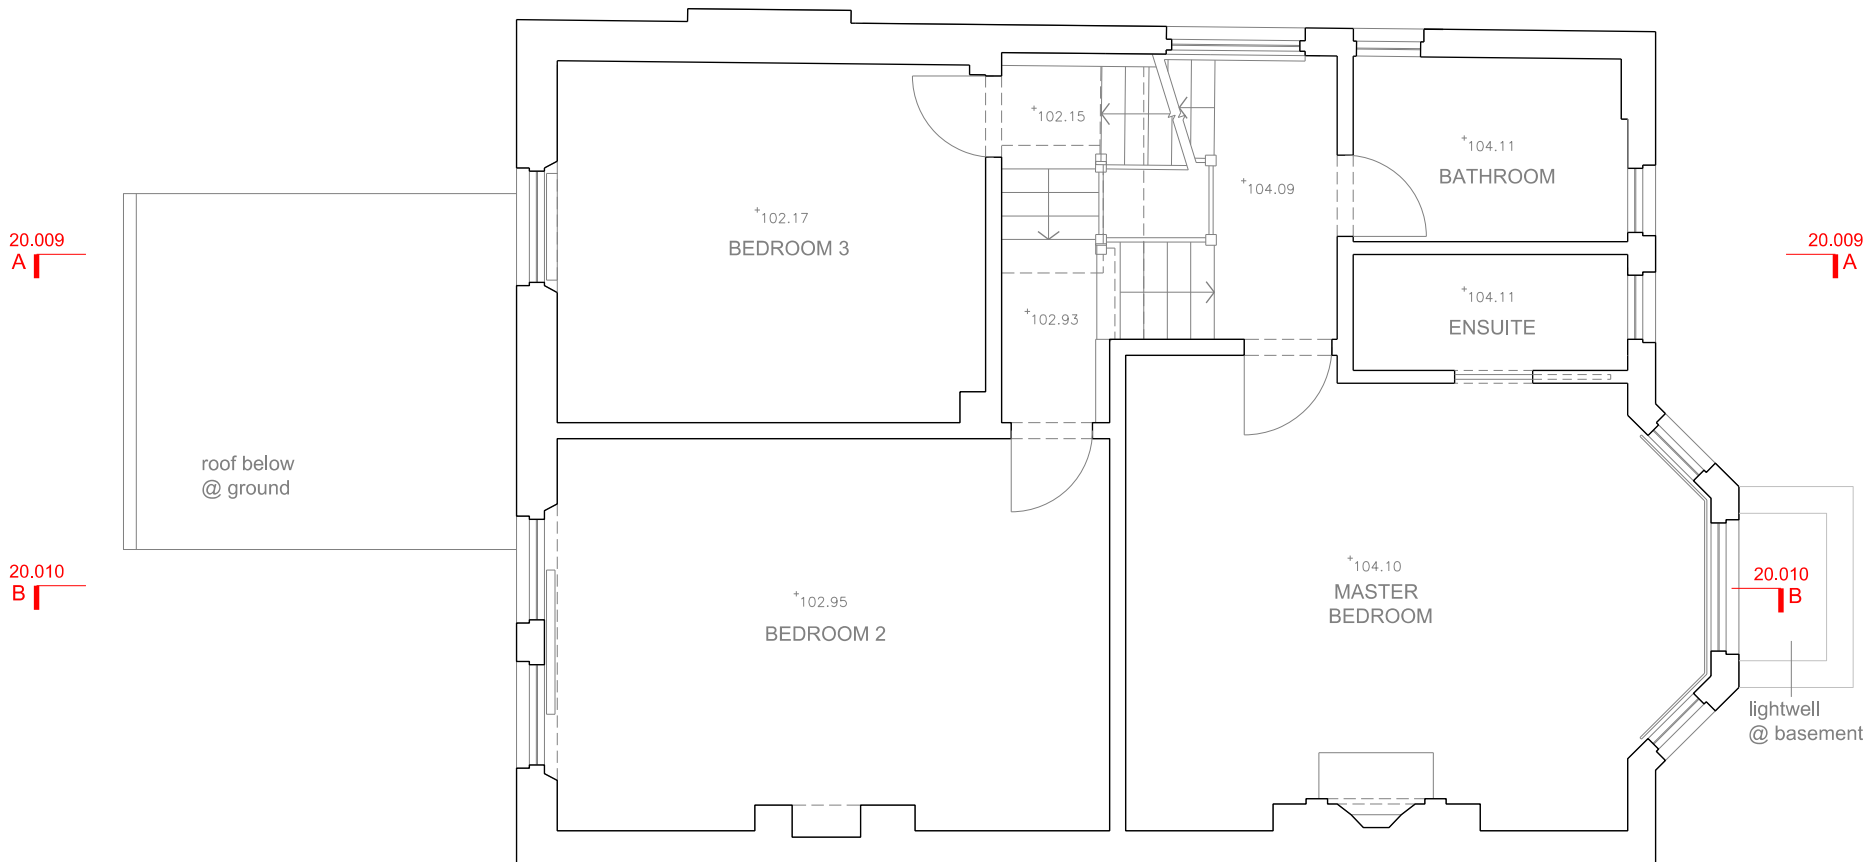 +102.15
+104.11
BATHROOM
+104.09
+102.17
BEDROOM 3
20.009
A
20.009
A
+104.11
ENSUITE
+102.93
roof below
@ ground
20.010
B
+102.95
BEDROOM 2
+104.10
MASTER
BEDROOM
20.010
B
lightwell
@ basement